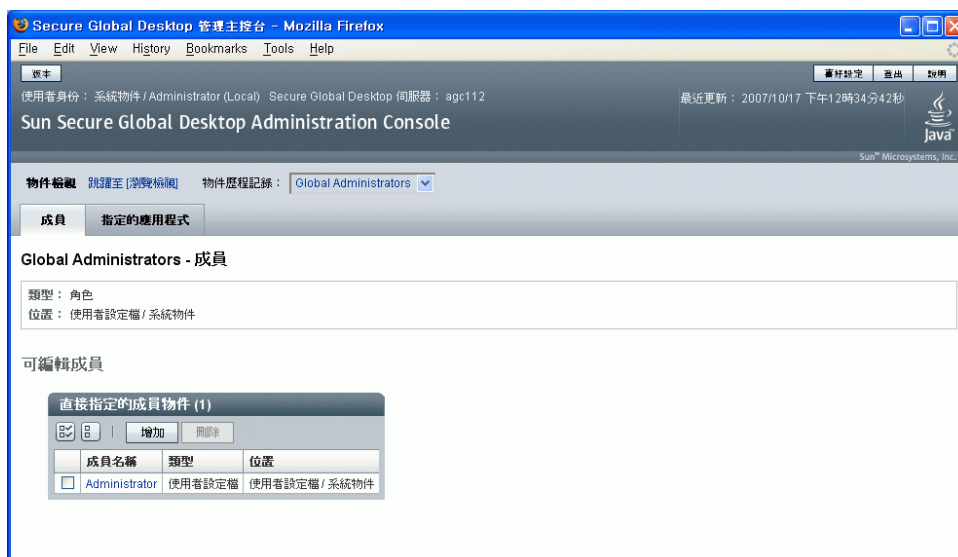 Secure Global Desktop 管理主控台 - Mozilla Firefox
File Edit View History Bookmarks Tools Help
版本 喜好設定 登出 說明
使用者身份： 系統物件 / Administrator (Local) Secure Global Desktop 伺服器： agc112 最近更新： 2007/10/17 下午12時34分42秒
Sun Secure Global Desktop Administration Console
Java
Sun™ Microsystems, Inc.
物件檢視 跳躍至 [瀏覽檢視] 物件歷程記錄： Global Administrators
成員 指定的應用程式
Global Administrators - 成員
類型： 角色
位置： 使用者設定檔 / 系統物件
可編輯成員
直接指定的成員物件 (1)
增加 刪除
成員名稱 類型 位置
Administrator 使用者設定檔 使用者設定檔 / 系統物件